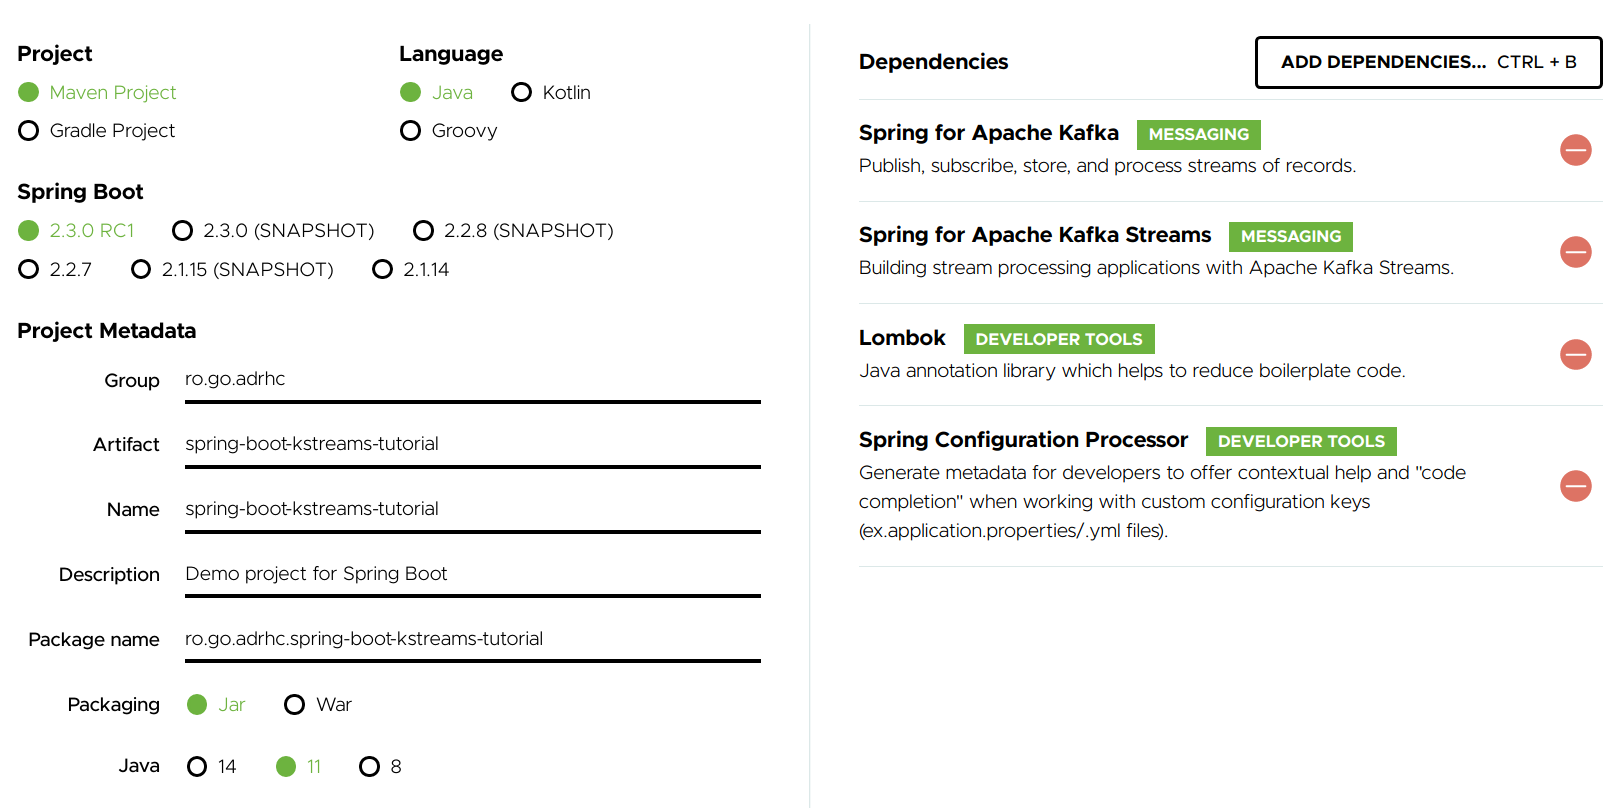 Project
Maven Project
Gradle Project
Language
Java Kotlin
Groovy
Spring Boot
2.3.0 RC1 2.3.0 (SNAPSHOT) 2.2.8 (SNAPSHOT)
2.2.7 2.1.15 (SNAPSHOT) 2.1.14
Project Metadata
Group ro.go.adrhc
Artifact spring-boot-kstreams-tutorial
Name spring-boot-kstreams-tutorial
Description Demo project for Spring Boot
Package name ro.go.adrhc.spring-boot-kstreams-tutorial
Packaging Jar War
Java 14 11 8
Dependencies ADD DEPENDENCIES... CTRL + B
Spring for Apache Kafka MESSAGING
Publish, subscribe, store, and process streams of records.
Spring for Apache Kafka Streams MESSAGING
Building stream processing applications with Apache Kafka Streams.
Lombok DEVELOPER TOOLS
Java annotation library which helps to reduce boilerplate code.
Spring Configuration Processor DEVELOPER TOOLS
Generate metadata for developers to offer contextual help and "code
completion" when working with custom configuration keys
(ex.application.properties/.yml files).